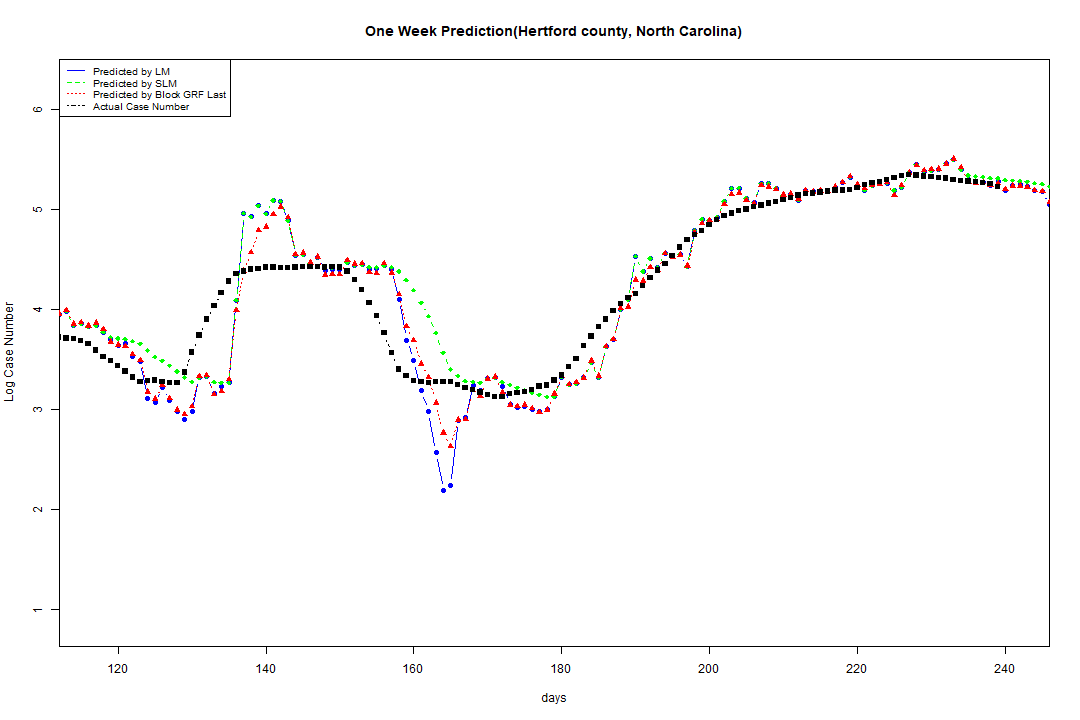 One Week Prediction(Hertford county, North Carolina)
Predicted by LM
Predicted by SLM
Predicted by Block GRF Last
Actual Case Number
6
5
4
3
2
1
Log Case Number
120 140 160 180 200 220 240
days